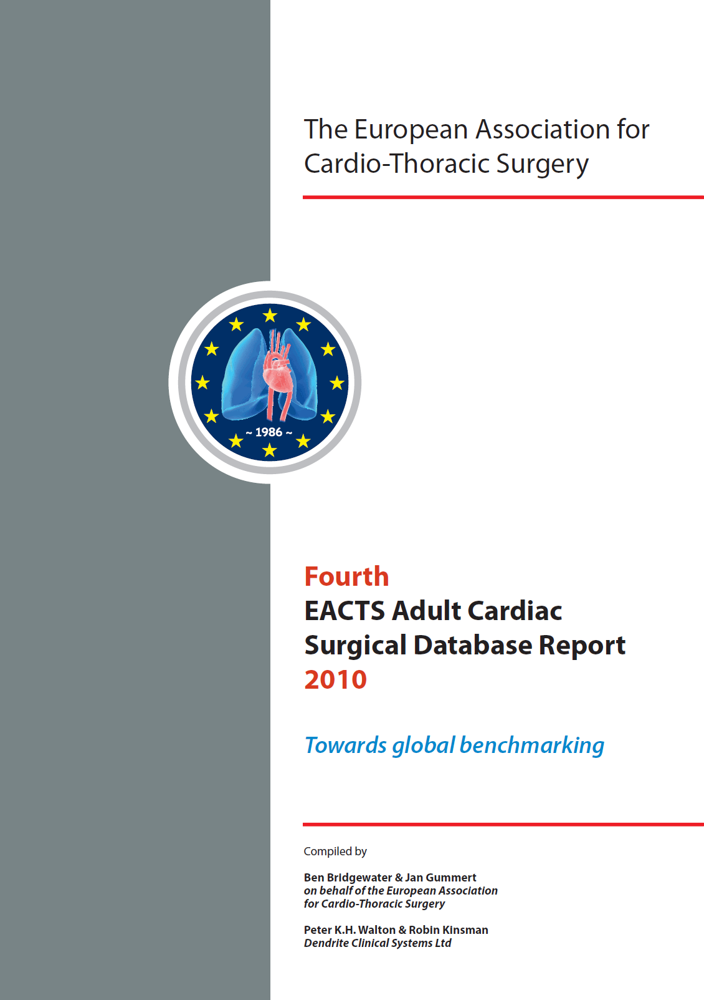 The European Association for
Cardio-Thoracic Surgery
~ 1986 ~
Fourth
EACTS Adult Cardiac
Surgical Database Report
2010
Towards global benchmarking
Compiled by
Ben Bridgewater & Jan Gummert
on behalf of the European Association
for Cardio-Thoracic Surgery
Peter K.H. Walton & Robin Kinsman
Dendrite Clinical Systems Ltd